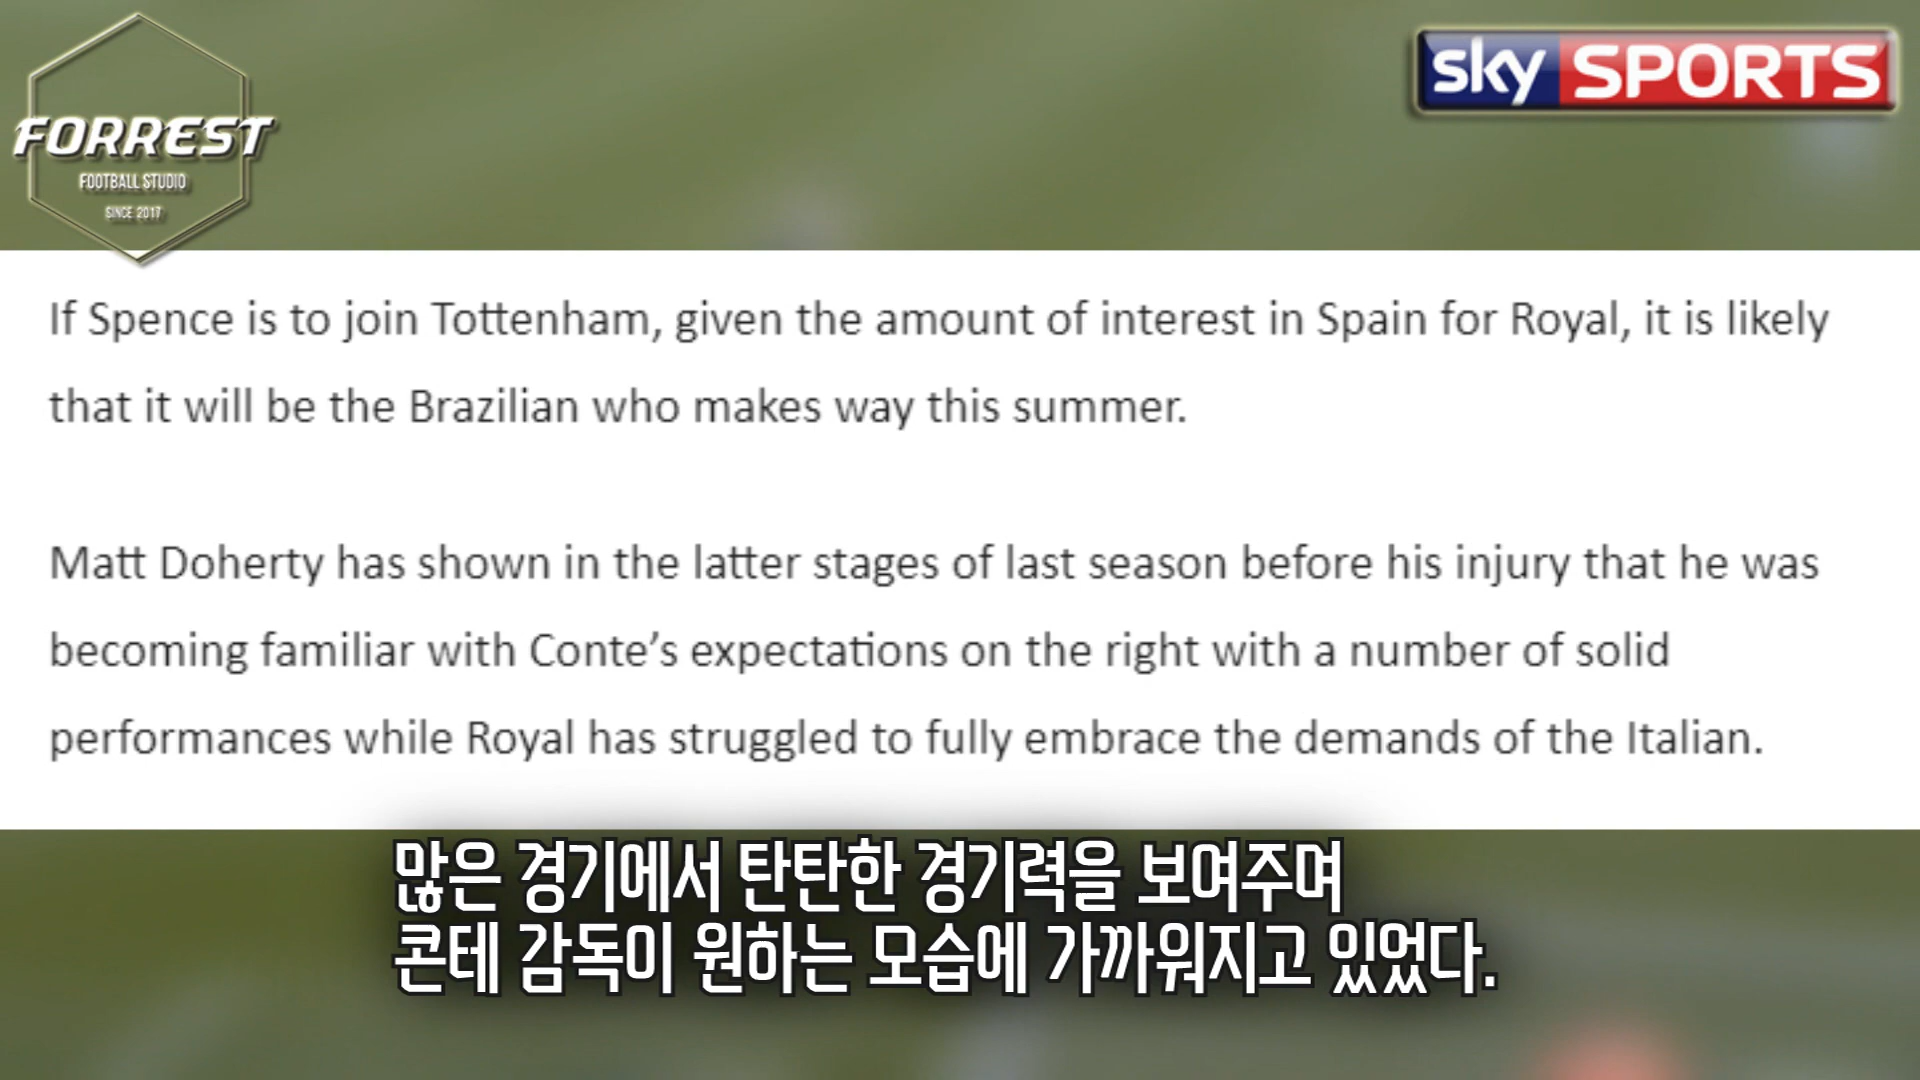 FORREST
FOOTBALL STUDIO
SINCE 2017
sky SPORTS
If Spence is to join Tottenham, given the amount of interest in Spain for Royal, it is likely
that it will be the Brazilian who makes way this summer.
Matt Doherty has shown in the latter stages of last season before his injury that he was
becoming familiar with Conte’s expectations on the right with a number of solid
performances while Royal has struggled to fully embrace the demands of the Italian.
많은 경기에서 탄탄한 경기력을 보여주며
콘테 감독이 원하는 모습에 가까워지고 있었다.